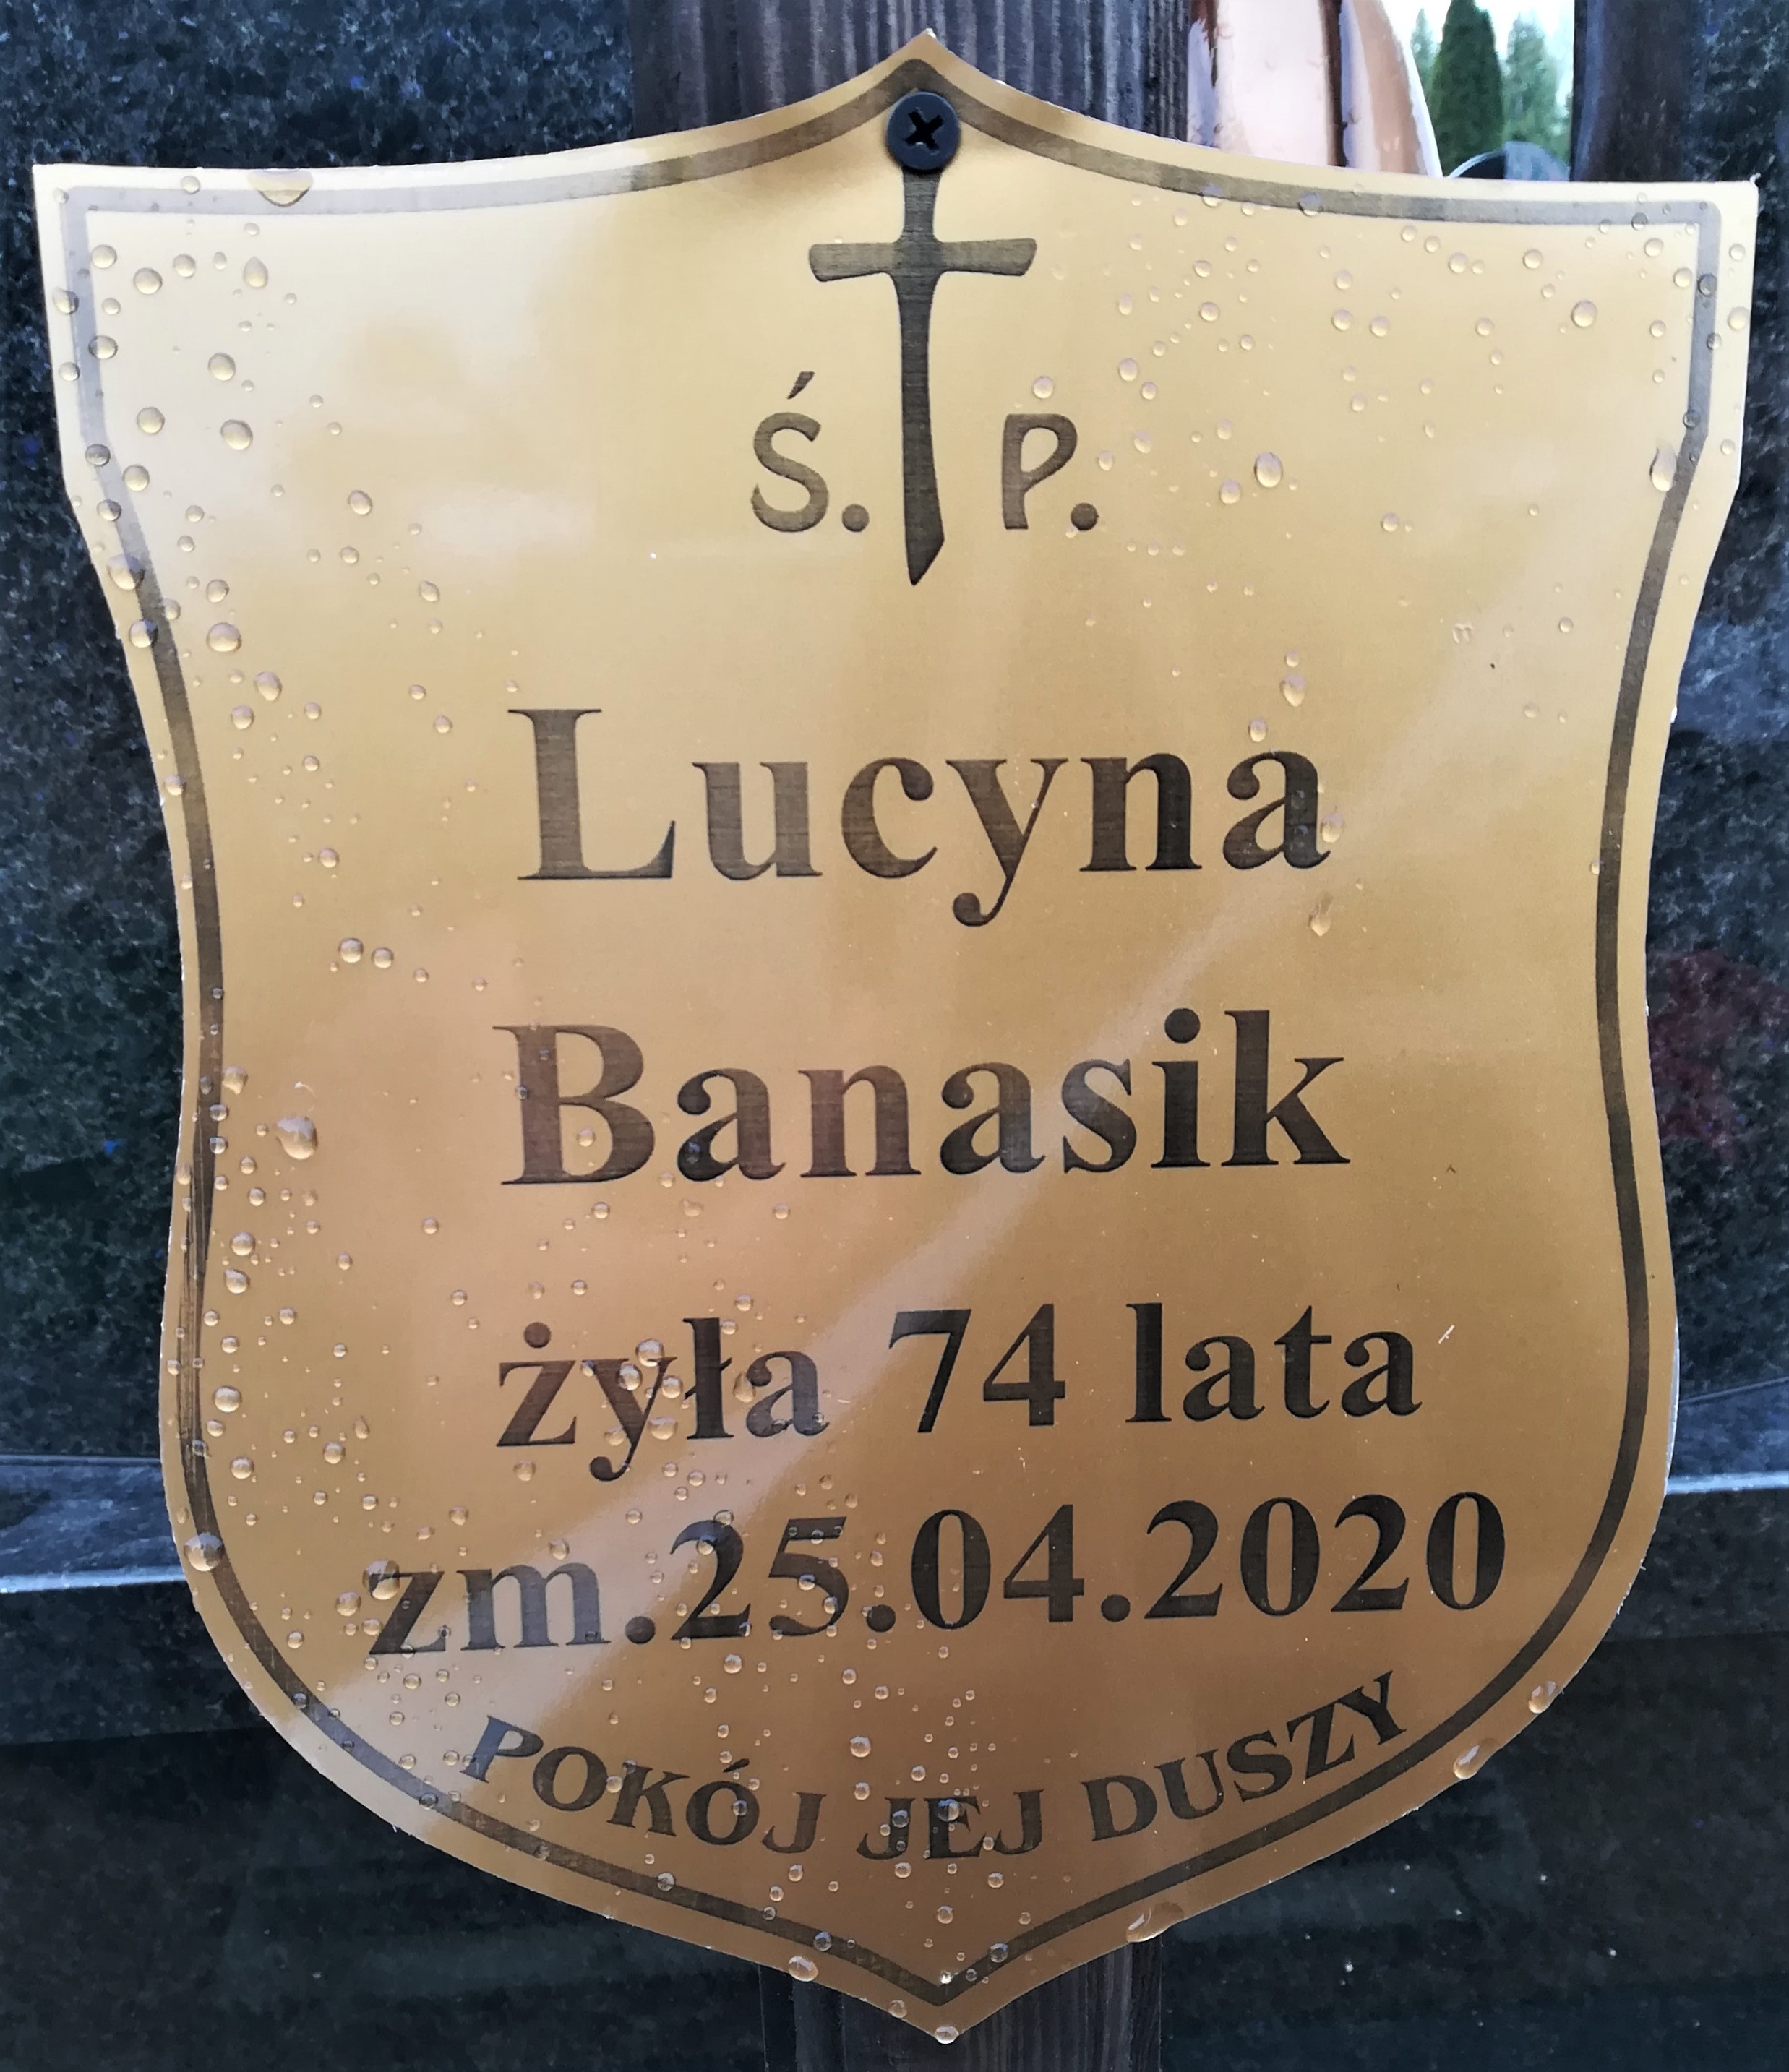 Ś. P.
Lucyna
Banasik
żyła 74 lata
zm.25.04.2020
POKÓJ JEJ DUSZY